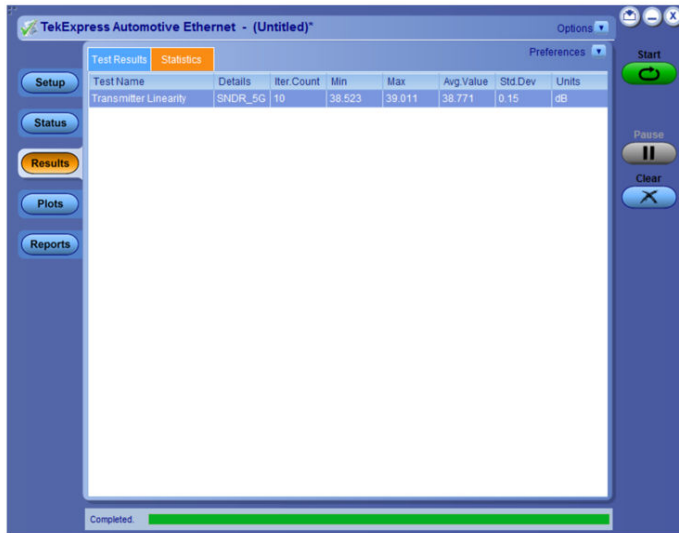 TekExpress Automotive Ethernet - (Untitled)*
Options
Test Results Statistics
Preferences
Start
Setup
Test Name Details Iter.Count Min Max Avg.Value Std.Dev Units
Transmitter Linearity SNDR_5G 10 38.523 39.011 38.771 0.15 dB
Status
Pause
Results
Clear
Plots
Reports
Completed.